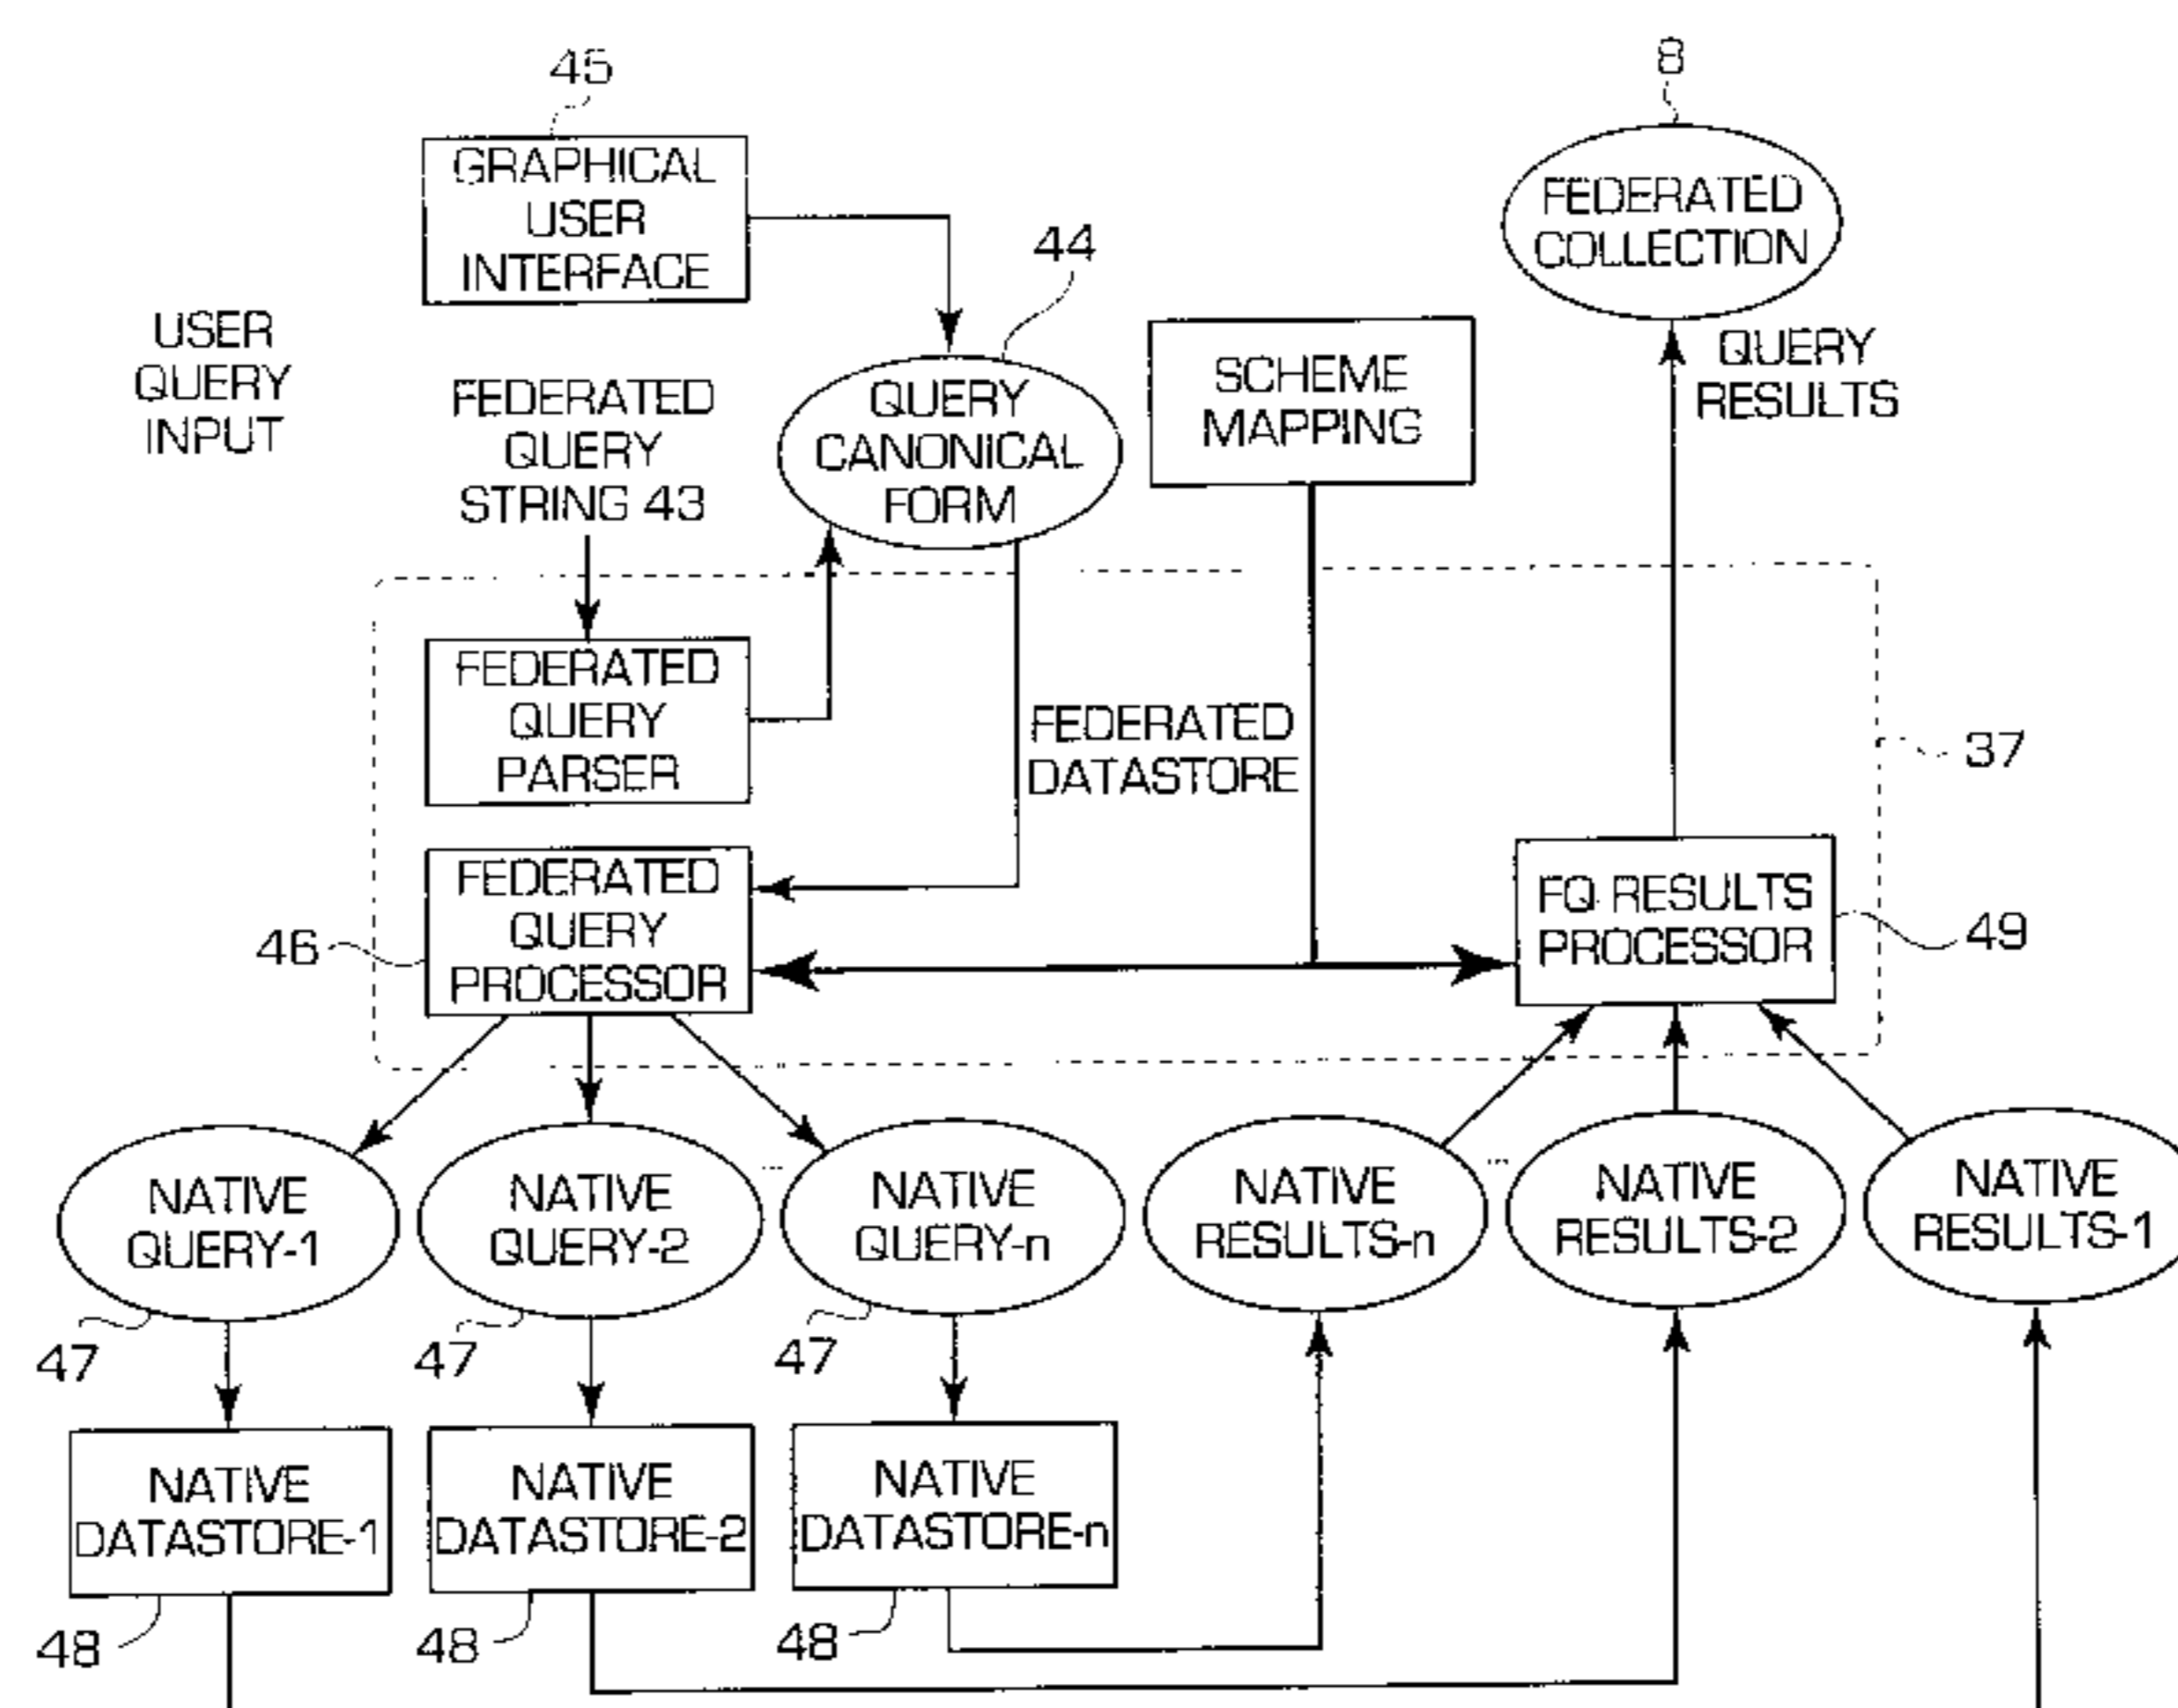 45
8
GRAPHICAL
USER
INTERFACE
FEDERATED
COLLECTION
44
USER
QUERY
INPUT
FEDERATED
QUERY
STRING 43
QUERY
CANONICAL
FORM
SCHEME
MAPPING
QUERY
RESULTS
FEDERATED
QUERY
PARSER
FEDERATED
DATASTORE
37
FEDERATED
QUERY
PROCESSOR
46
FQ RESULTS
PROCESSOR
49
NATIVE
QUERY-1
NATIVE
QUERY-2
...
NATIVE
QUERY-n
NATIVE
RESULTS-n
...
NATIVE
RESULTS-2
NATIVE
RESULTS-1
47
47
47
NATIVE
DATASTORE-1
NATIVE
DATASTORE-2
NATIVE
DATASTORE-n
48
48
48